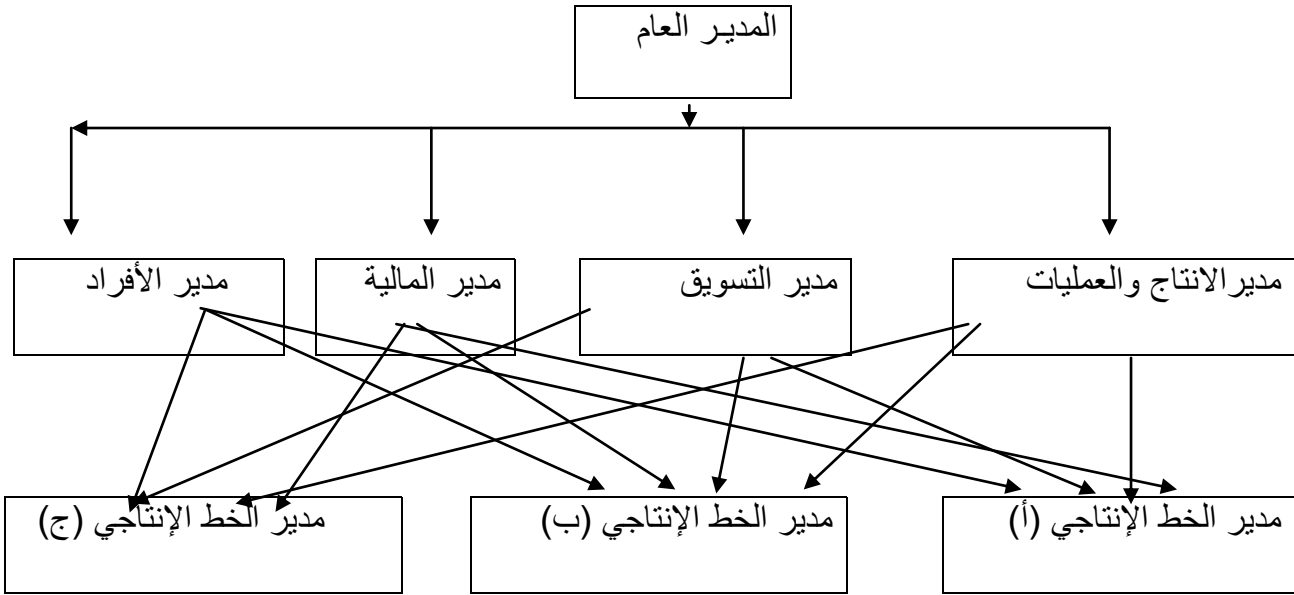 المديـر العام
مديرالانتاج والعمليات
مدير التسويق
مدير المالية
مدير الأفراد
مدير الخط الإنتاجي (أ)
مدير الخط الإنتاجي (ب)
مدير الخط الإنتاجي (ج)